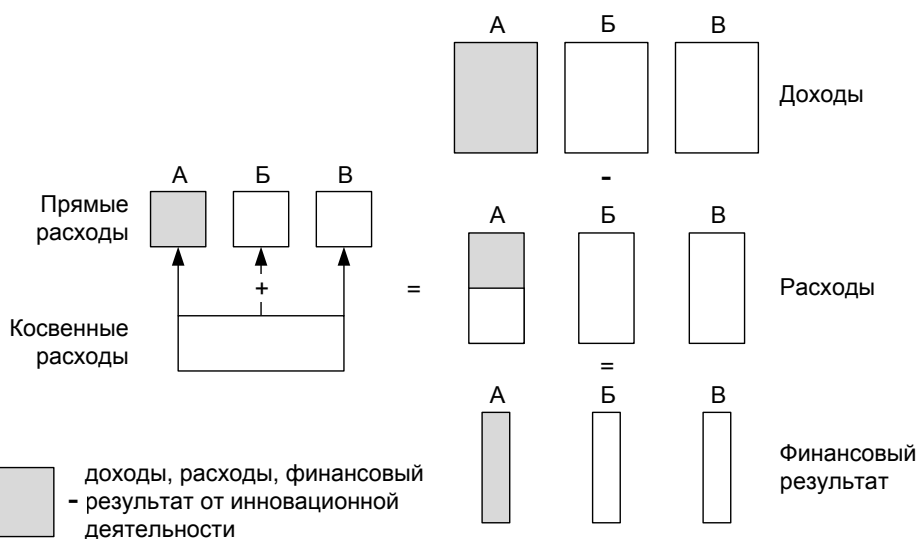 А Б В
Доходы
-
А Б В
Прямые
расходы
+
=
Косвенные
расходы
А Б В
Расходы
=
А Б В
Финансовый
результат
доходы, расходы, финансовый
- результат от инновационной
деятельности